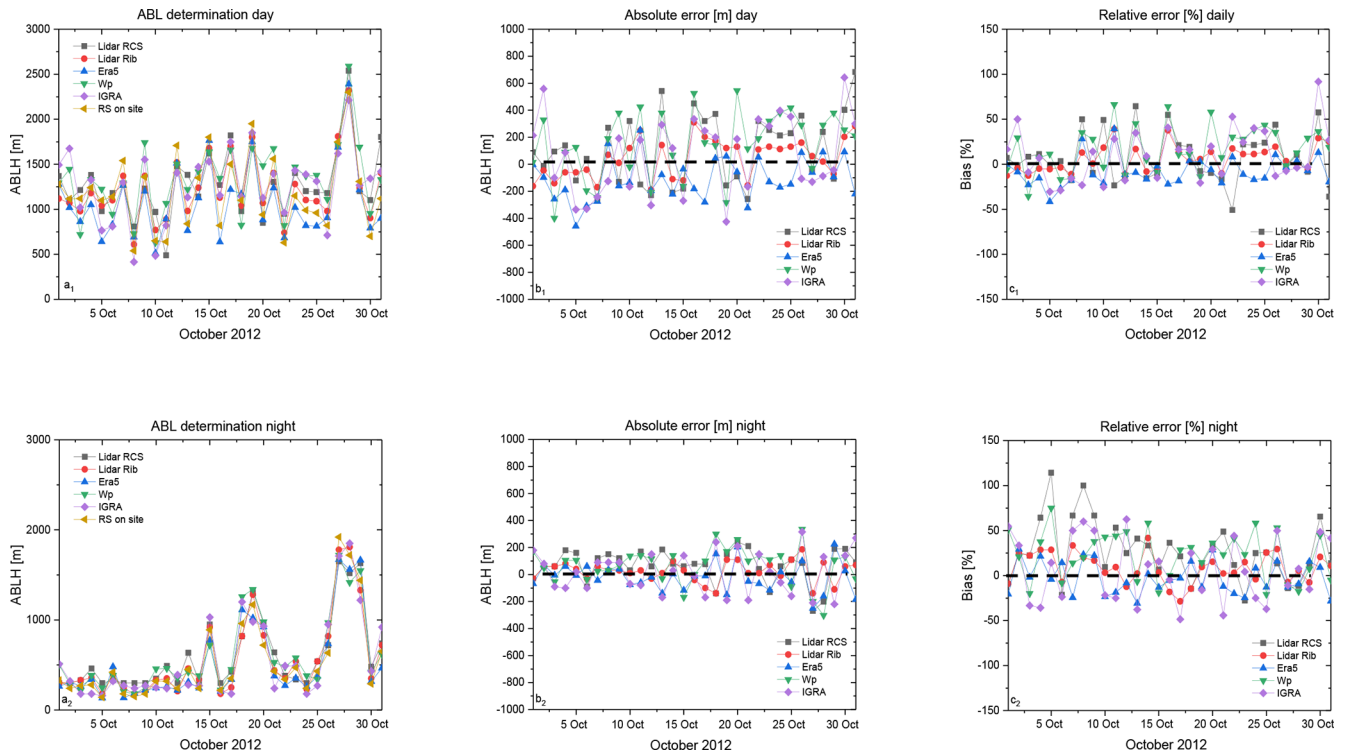 ABL determination day
ABLH [m]
3000
2500
2000
1500
1000
500
0
Lidar RCS
Lidar Rib
Era5
Wp
IGRA
RS on site
a1
5 Oct 10 Oct 15 Oct 20 Oct 25 Oct 30 Oct
October 2012
Absolute error [m] day
ABLH [m]
1000
800
600
400
200
0
-200
-400
-600
-800
-1000
Lidar RCS
Lidar Rib
Era5
Wp
IGRA
b1
5 Oct 10 Oct 15 Oct 20 Oct 25 Oct 30 Oct
October 2012
Relative error [%] daily
Bias [%]
150
100
50
0
-50
-100
-150
Lidar RCS
Lidar Rib
Era5
Wp
IGRA
c1
5 Oct 10 Oct 15 Oct 20 Oct 25 Oct 30 Oct
October 2012
ABL determination night
ABLH [m]
3000
2000
1000
0
Lidar RCS
Lidar Rib
Era5
Wp
IGRA
RS on site
a2
5 Oct 10 Oct 15 Oct 20 Oct 25 Oct 30 Oct
October 2012
Absolute error [m] night
ABLH [m]
1000
800
600
400
200
0
-200
-400
-600
-800
-1000
Lidar RCS
Lidar Rib
Era5
Wp
IGRA
b2
5 Oct 10 Oct 15 Oct 20 Oct 25 Oct 30 Oct
October 2012
Relative error [%] night
Bias [%]
150
100
50
0
-50
-100
-150
Lidar RCS
Lidar Rib
Era5
Wp
IGRA
c2
5 Oct 10 Oct 15 Oct 20 Oct 25 Oct 30 Oct
October 2012